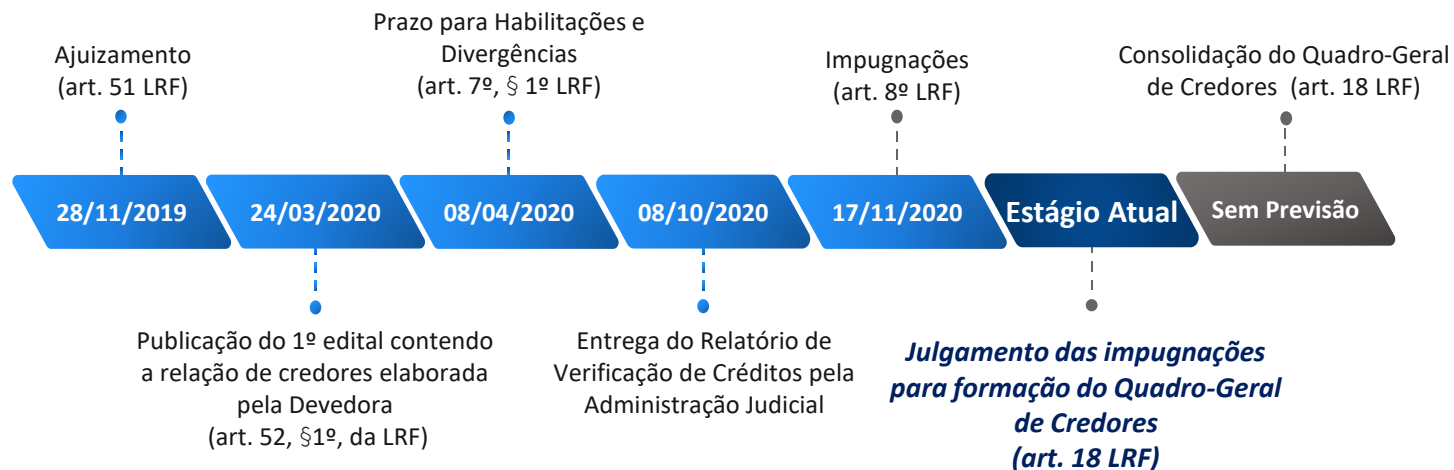 Ajuizamento
(art. 51 LRF)
Prazo para Habilitações e
Divergências
(art. 7º, § 1º LRF)
Impugnações
(art. 8º LRF)
Consolidação do Quadro-Geral
de Credores (art. 18 LRF)
28/11/2019
24/03/2020
08/04/2020
08/10/2020
17/11/2020
Estágio Atual
Sem Previsão
Publicação do 1º edital contendo
a relação de credores elaborada
pela Devedora
(art. 52, §1º, da LRF)
Entrega do Relatório de
Verificação de Créditos pela
Administração Judicial
Julgamento das impugnações
para formação do Quadro-Geral
de Credores
(art. 18 LRF)